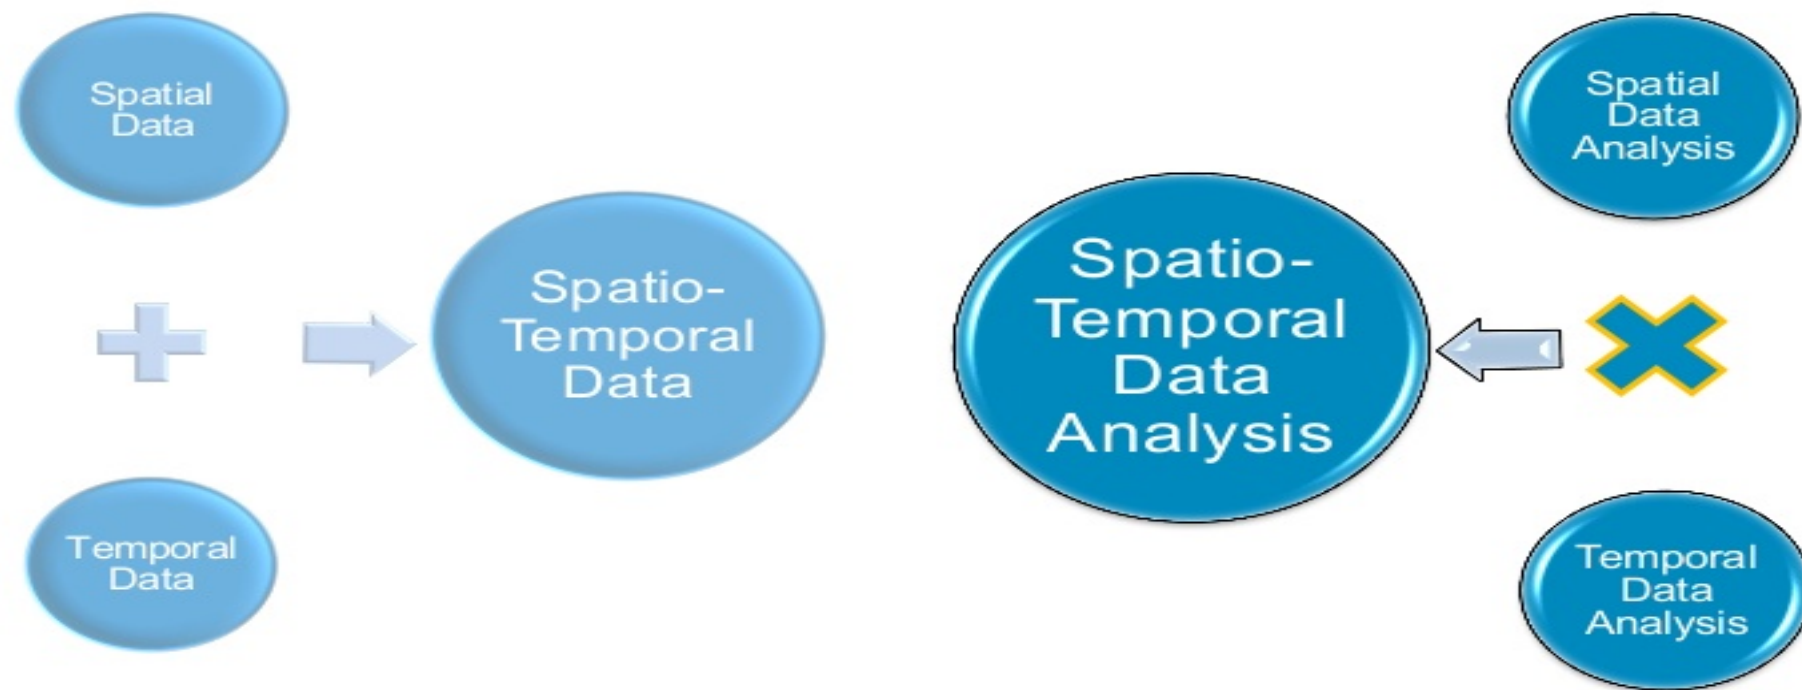 Spatial
Data
Temporal
Data
Spatio-
Temporal
Data
Spatio-
Temporal
Data
Analysis
Spatial
Data
Analysis
Temporal
Data
Analysis